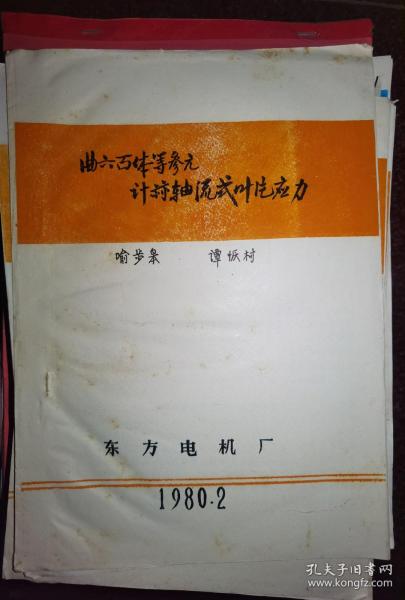 曲六面体等参元
计算轴流式叶片应力
喻步泉 谭恢村
东方电机厂
1980.2
孔夫子旧书网
www.kongfz.com